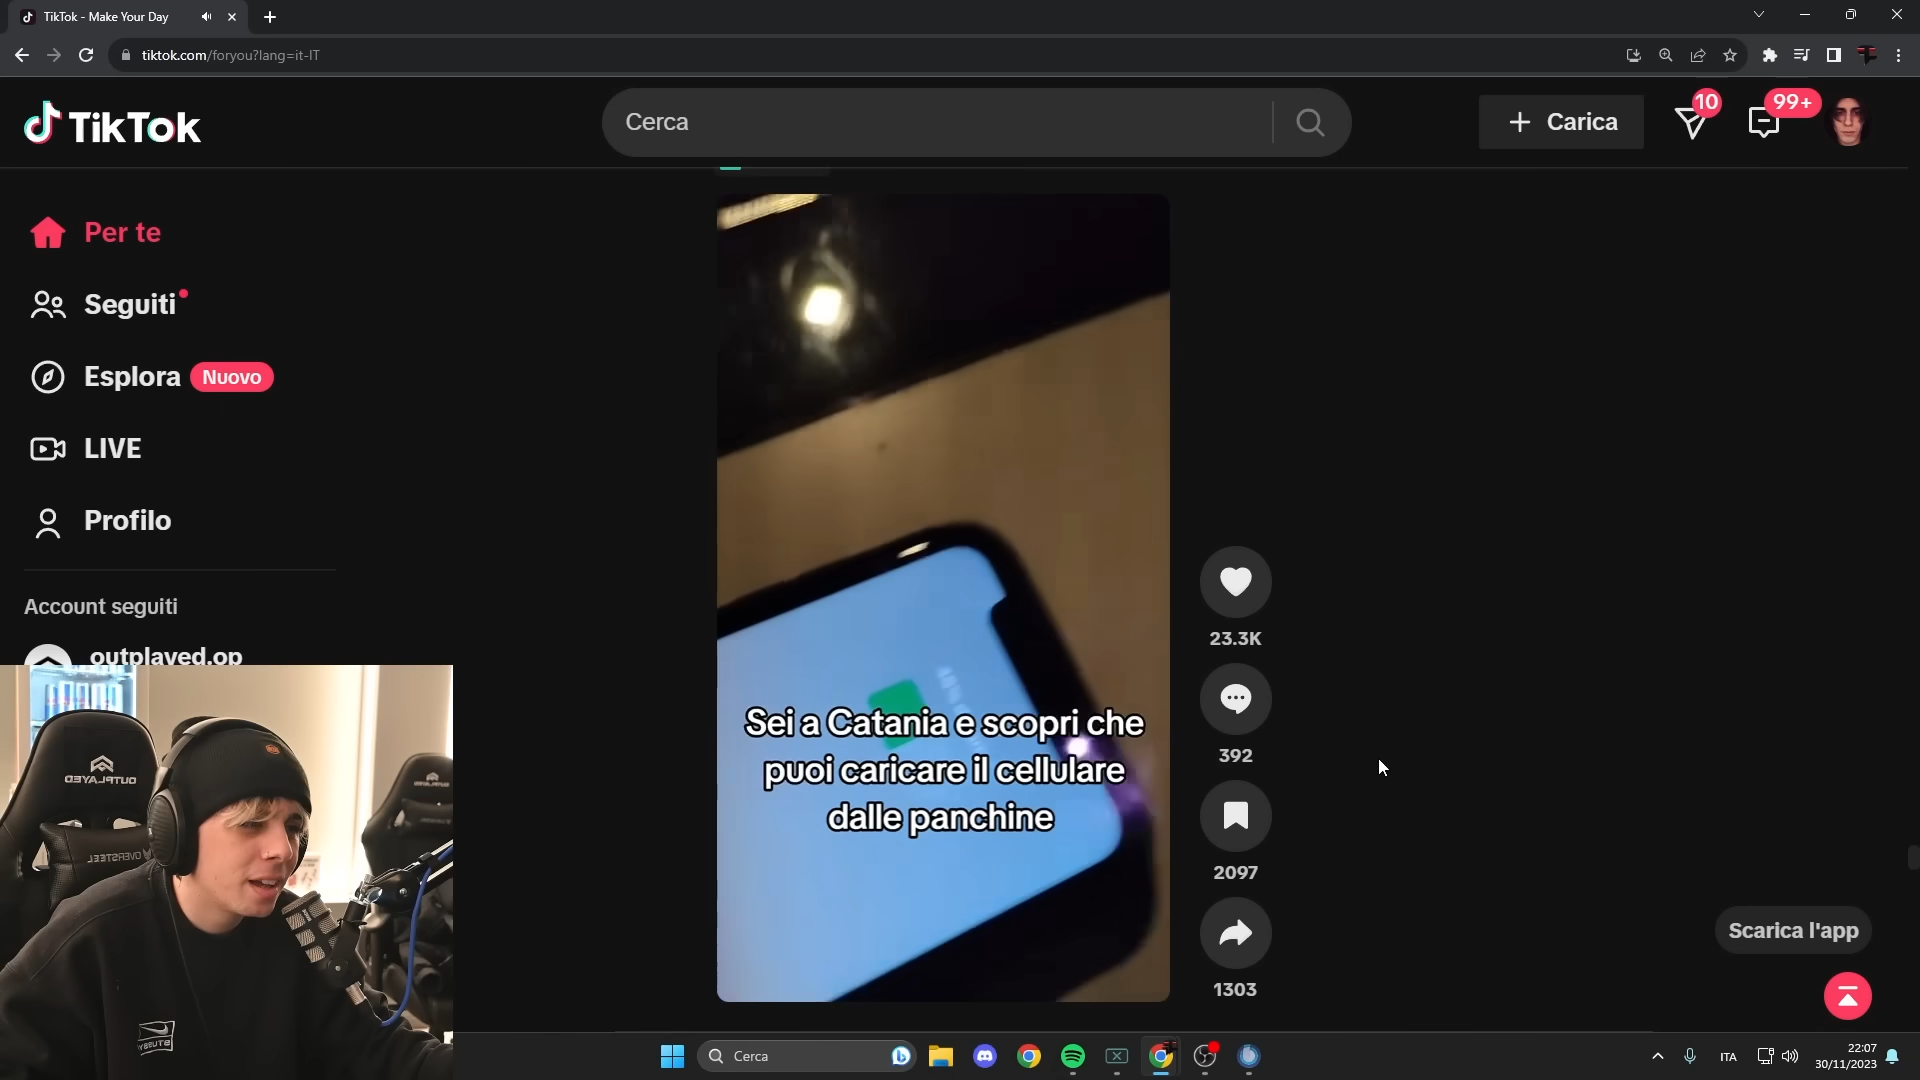 TikTok - Make Your Day
tiktok.com/foryou?lang=it-IT
TikTok
Cerca
Carica
10
99+
Per te
Seguiti
Esplora
Nuovo
LIVE
Profilo
Account seguiti
outplayed.op
Sei a Catania e scopri che
puoi caricare il cellulare
dalle panchine
23.3K
392
2097
1303
Scarica l'app
OUTPLAYED
OVERSTEEL
Cerca
ITA
22:07
30/11/2023